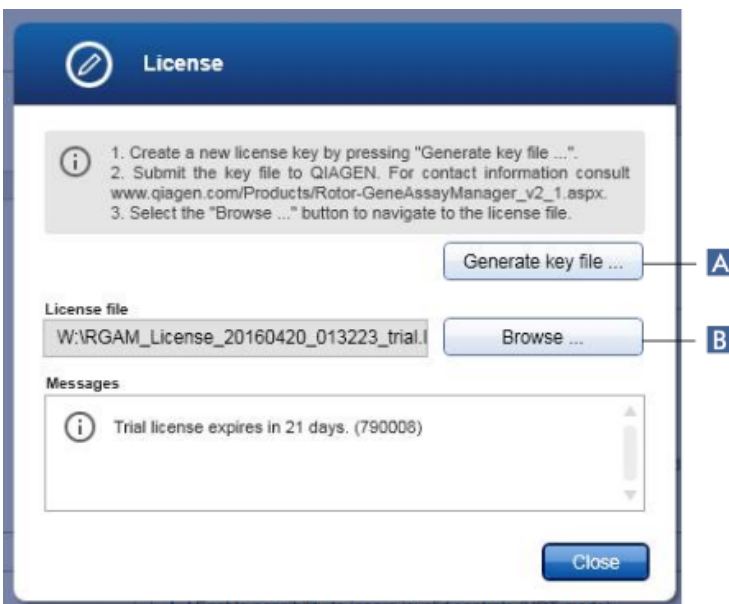 License
1. Create a new license key by pressing "Generate key file ...".
2. Submit the key file to QIAGEN. For contact information consult
www.qiagen.com/Products/Rotor-GeneAssayManager_v2_1.aspx.
3. Select the "Browse ..." button to navigate to the license file.
Generate key file ...
A
License file
W:\RGAM_License_20160420_013223_trial.l
Browse ...
B
Messages
Trial license expires in 21 days. (790008)
Close